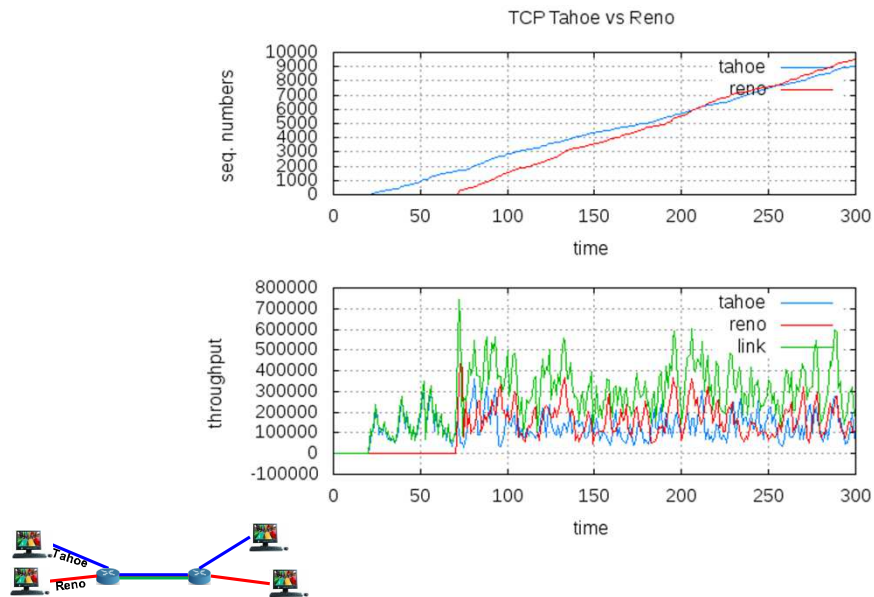 TCP Tahoe vs Reno
10000
9000
8000
7000
6000
5000
4000
3000
2000
1000
0
seq. numbers
tahoe
reno
0 50 100 150 200 250 300
time
800000
700000
600000
500000
400000
300000
200000
100000
0
-100000
throughput
tahoe
reno
link
0 50 100 150 200 250 300
time
Tahoe
Reno